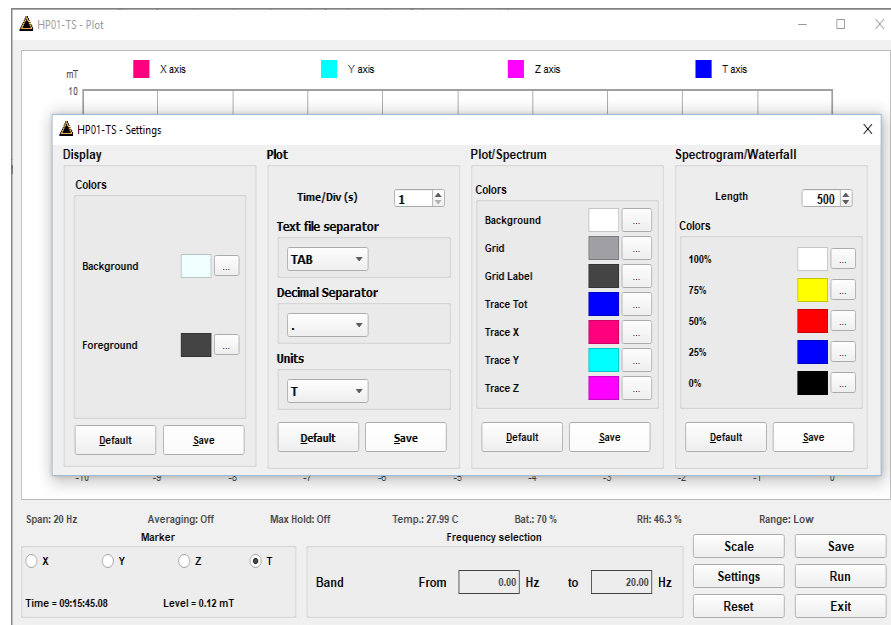 HP01-TS - Plot
mT
X axis
Y axis
Z axis
T axis
10
HP01-TS - Settings
Display
Colors
Background
...
Foreground
...
Default
Save
Plot
Time/Div (s)
1
Text file separator
TAB
Decimal Separator
.
Units
T
Default
Save
Plot/Spectrum
Colors
Background
...
Grid
...
Grid Label
...
Trace Tot
...
Trace X
...
Trace Y
...
Trace Z
...
Default
Save
Spectrogram/Waterfall
Length
500
Colors
100%
...
75%
...
50%
...
25%
...
0%
...
Default
Save
-10 -9 -8 -7 -6 -5 -4 -3 -2 -1 0
Span: 20 Hz Averaging: Off Max Hold: Off Temp.: 27.99 C Bat.: 70 % RH: 46.3 % Range: Low
Marker
X Y Z T
Time = 09:15:45.08 Level = 0.12 mT
Frequency selection
Band From 0.00 Hz to 20.00 Hz
Scale Save
Settings Run
Reset Exit